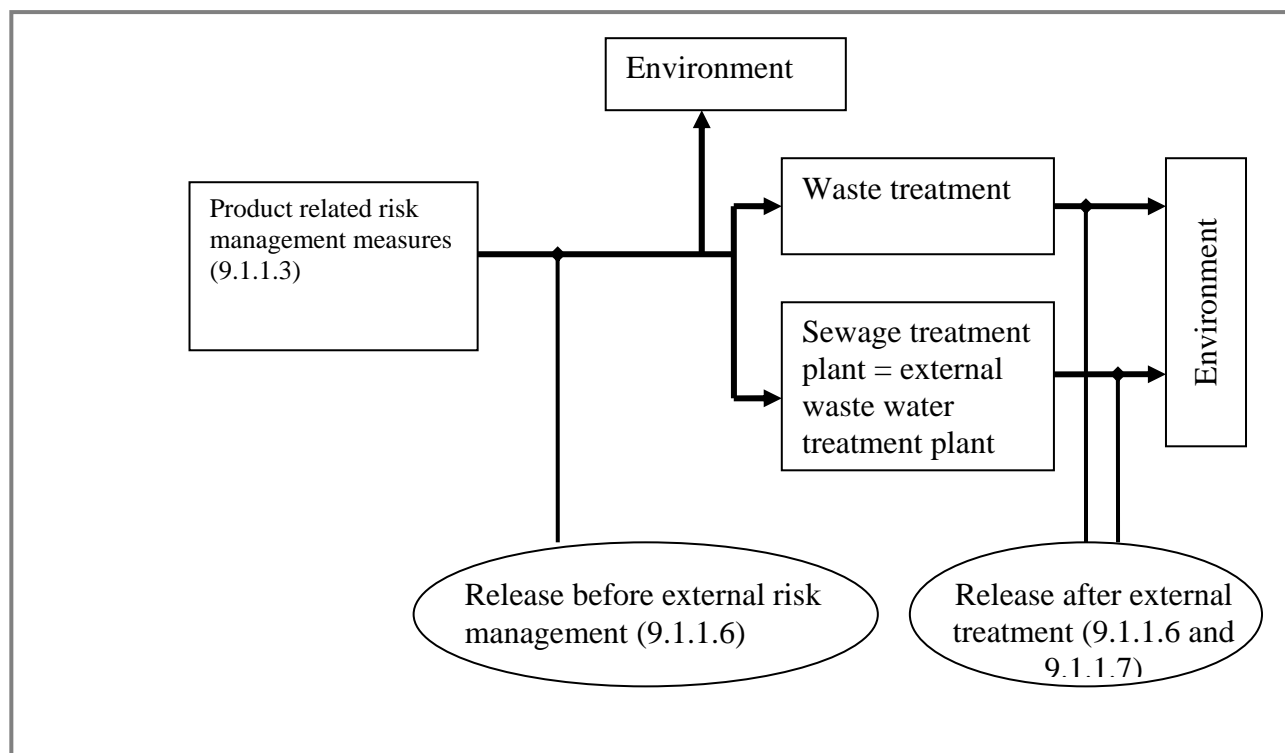 Environment
Product related risk
management measures
(9.1.1.3)
Waste treatment
Sewage treatment
plant = external
waste water
treatment plant
Environment
Release before external risk
management (9.1.1.6)
Release after external
treatment (9.1.1.6 and
9.1.1.7)